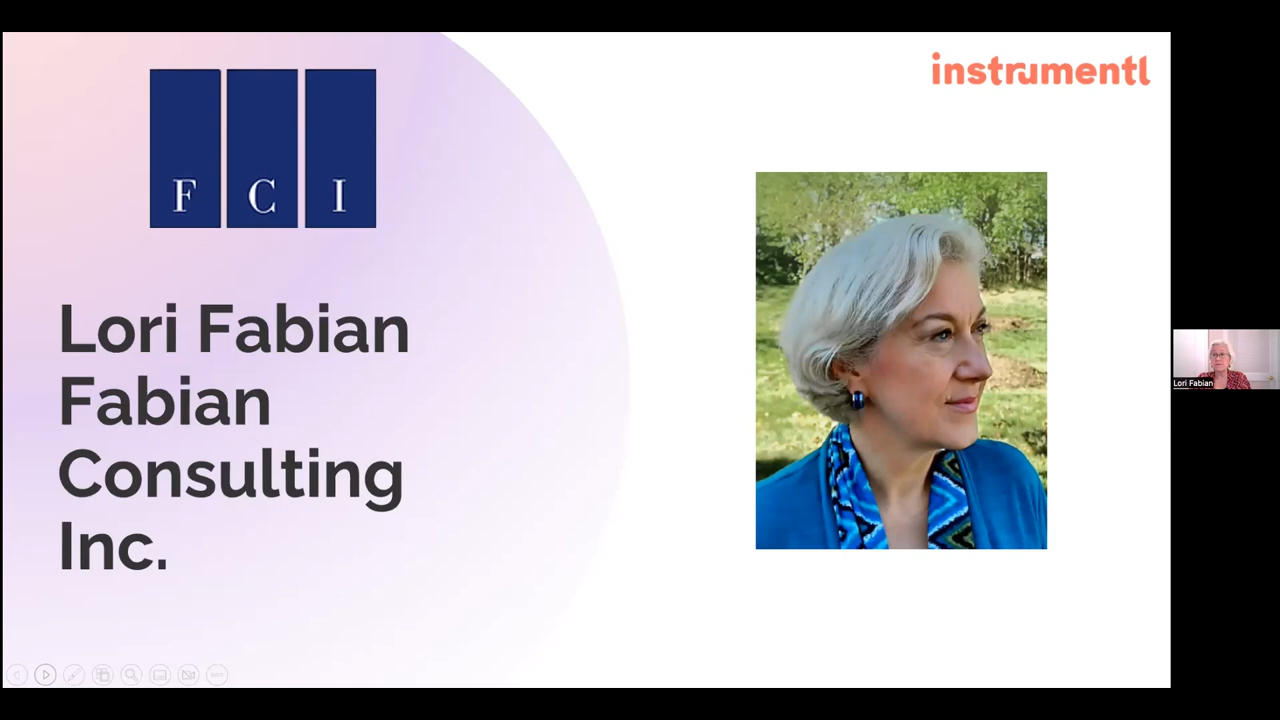 instrumentl
F C I
Lori Fabian
Fabian
Consulting
Inc.
Lori Fabian